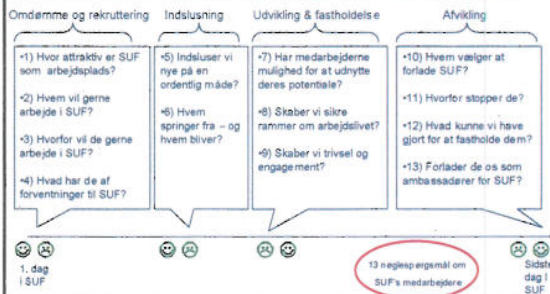 Omdømme og rekruttering
Indslusning
Udvikling & fastholdelse
Afvikling
•1) Hvor attraktiv er SUF
som arbejdsplads?
•2) Hvem vil gerne
arbejde i SUF?
•3) Hvorfor vil de gerne
arbejde i SUF?
•4) Hvad har de af
forventninger til SUF?
•5) Indsluser vi
nye på en
ordentlig måde?
•6) Hvem
springer fra – og
hvem bliver?
•7) Har medarbejderne
mulighed for at udnytte
deres potentiale?
•8) Skaber vi sikre
rammer om arbejdslivet?
•9) Skaber vi trivsel og
engagement?
•10) Hvem vælger at
forlade SUF?
•11) Hvorfor stopper de?
•12) Hvad kunne vi have
gjort for at fastholde dem?
•13) Forlader de os som
ambassadører for SUF?
1. dag
i SUF
13 nøglespørgsmål om
SUF's medarbejdere
Sidste
dag i
SUF